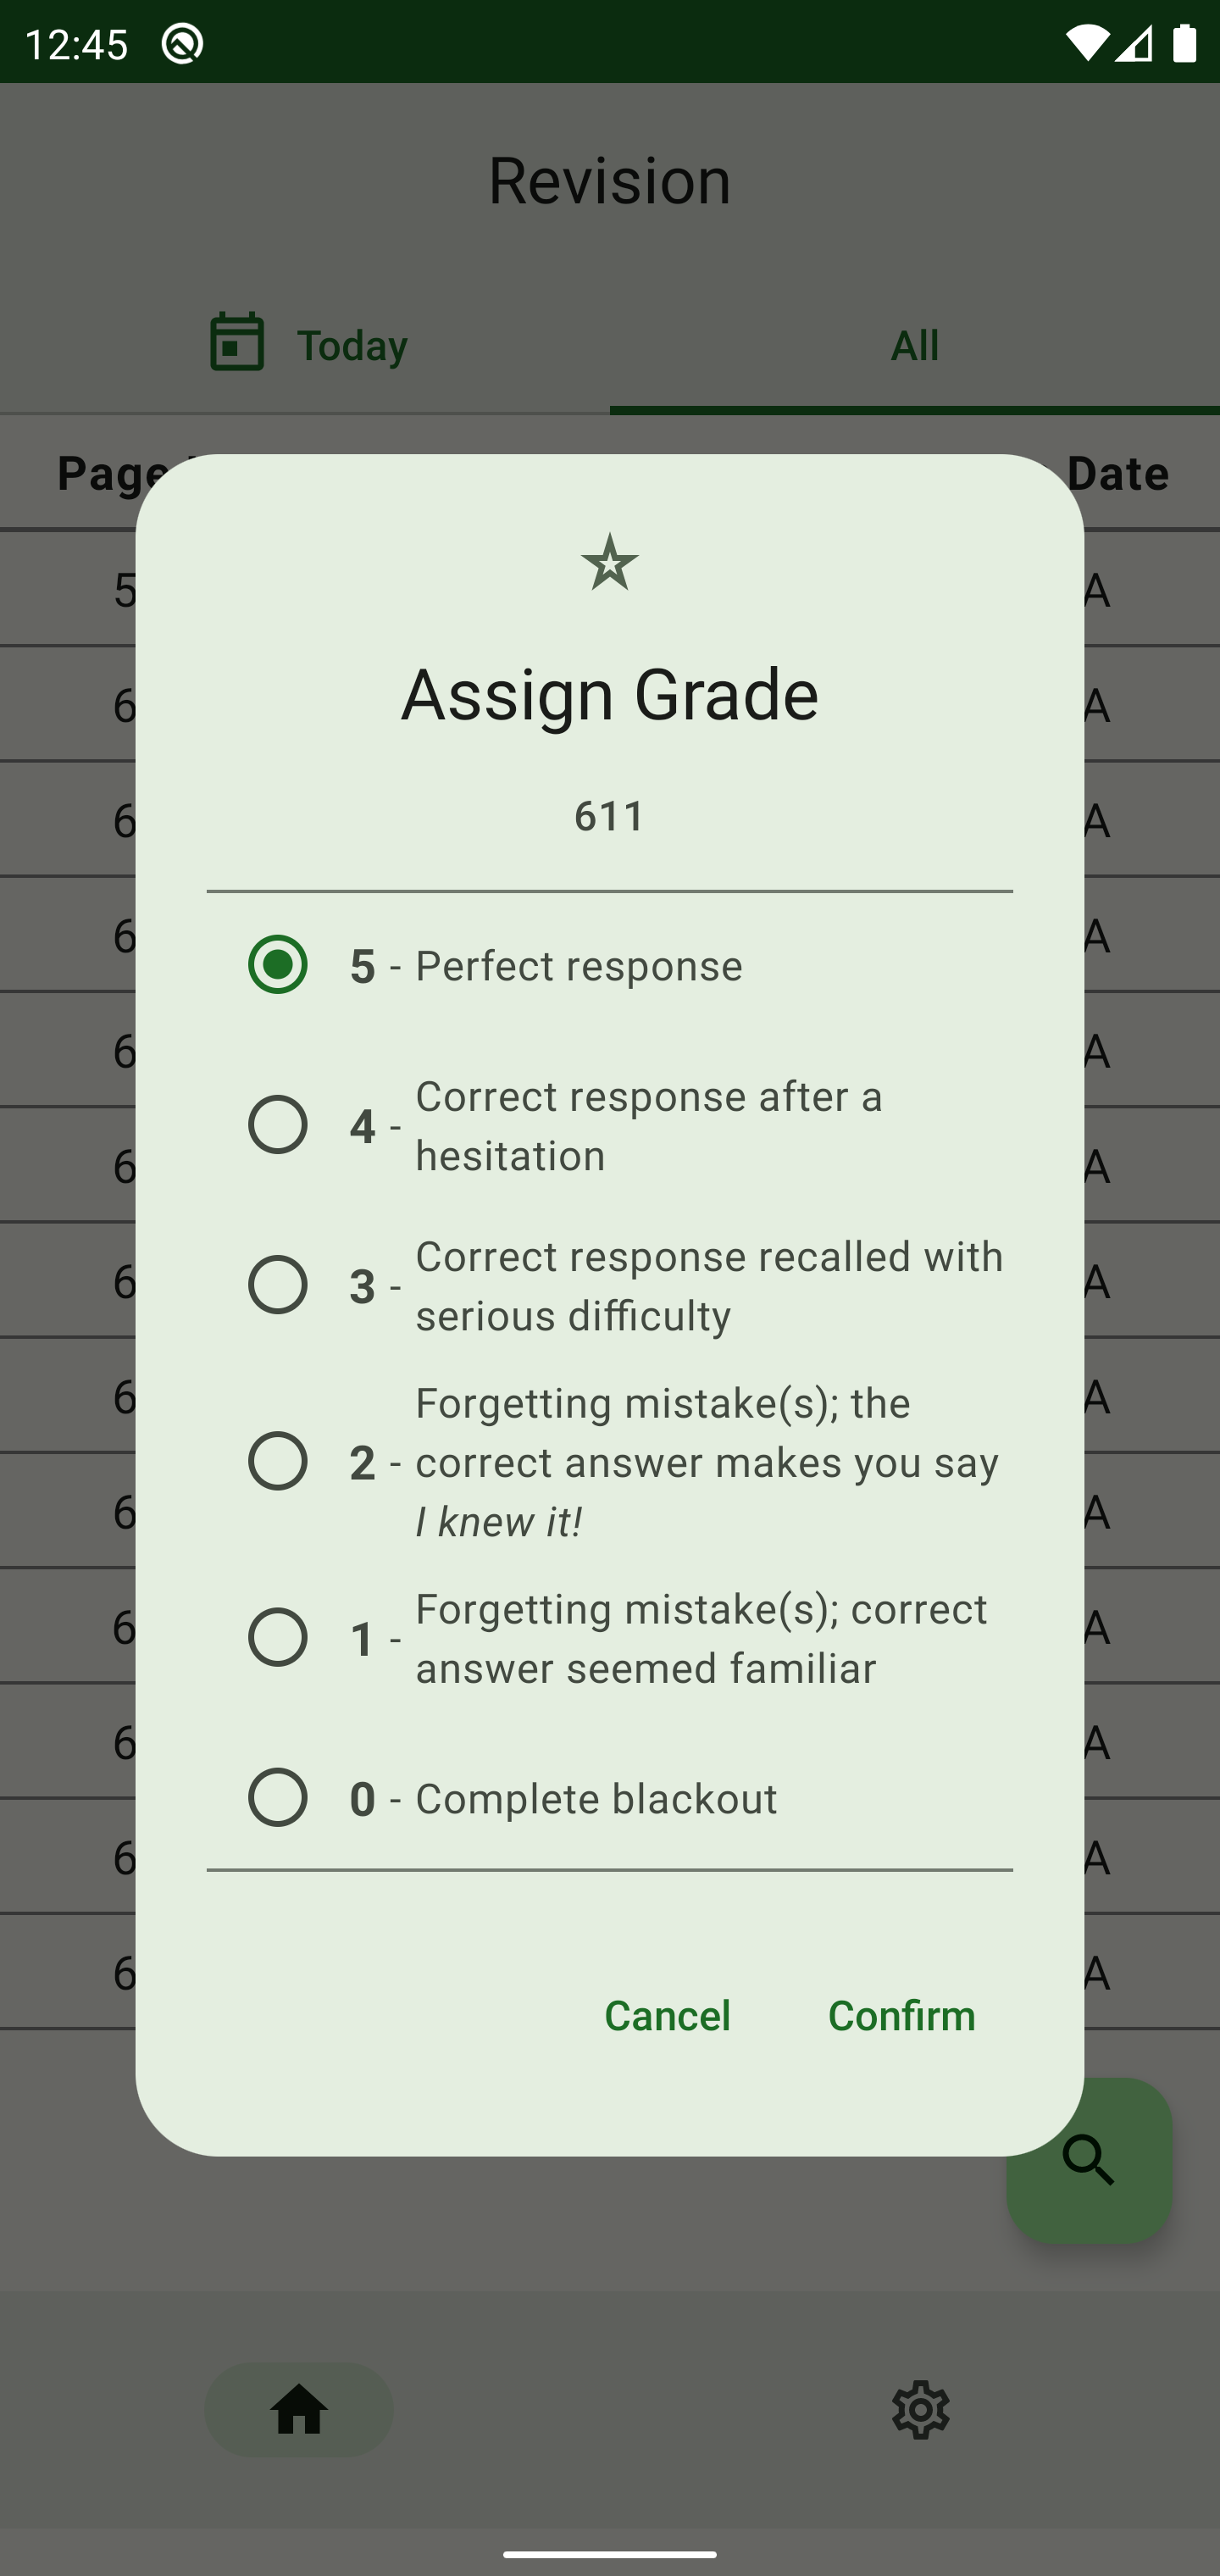 12:45
Revision
Today
All
Page
Date
5
A
6
A
6
A
6
A
6
A
6
A
6
A
6
A
6
A
6
A
6
A
6
A
6
A
Assign Grade
611
5 - Perfect response
4 - Correct response after a
hesitation
3 - Correct response recalled with
serious difficulty
2 - Forgetting mistake(s); the
correct answer makes you say
I knew it!
1 - Forgetting mistake(s); correct
answer seemed familiar
0 - Complete blackout
Cancel
Confirm